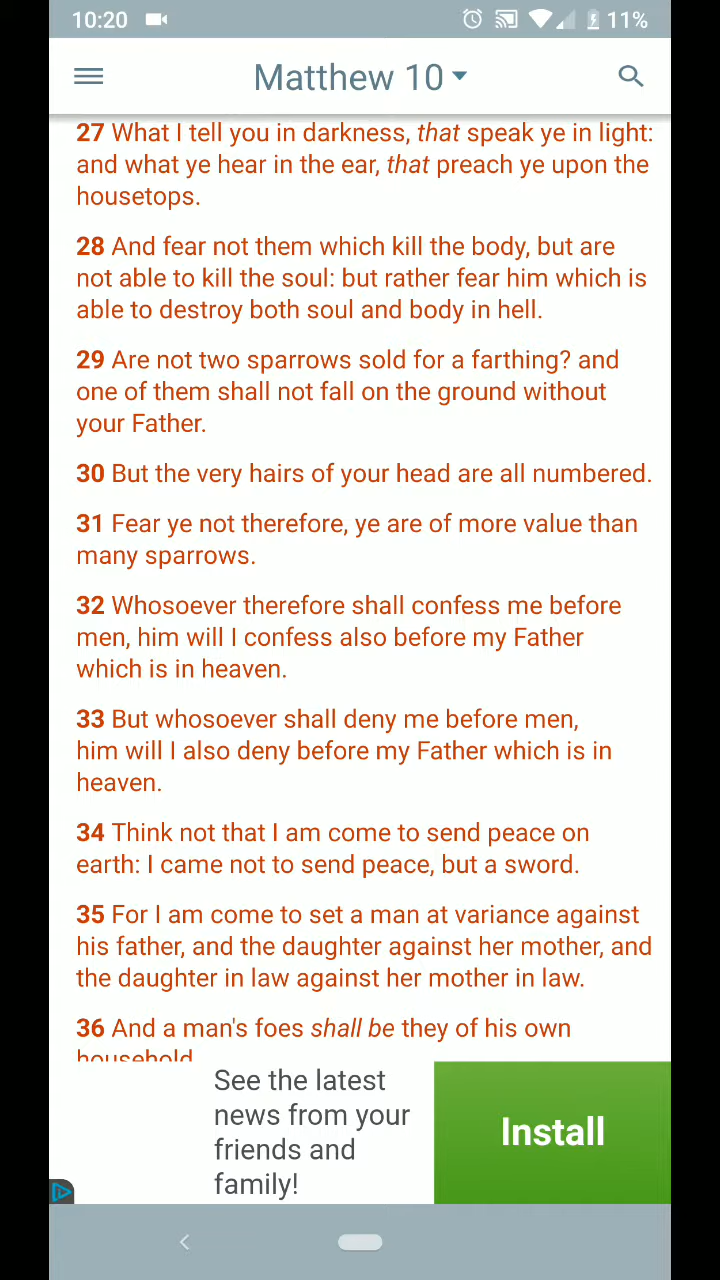 10:20
11%
Matthew 10
27 What I tell you in darkness, that speak ye in light:
and what ye hear in the ear, that preach ye upon the
housetops.
28 And fear not them which kill the body, but are
not able to kill the soul: but rather fear him which is
able to destroy both soul and body in hell.
29 Are not two sparrows sold for a farthing? and
one of them shall not fall on the ground without
your Father.
30 But the very hairs of your head are all numbered.
31 Fear ye not therefore, ye are of more value than
many sparrows.
32 Whosoever therefore shall confess me before
men, him will I confess also before my Father
which is in heaven.
33 But whosoever shall deny me before men,
him will I also deny before my Father which is in
heaven.
34 Think not that I am come to send peace on
earth: I came not to send peace, but a sword.
35 For I am come to set a man at variance against
his father, and the daughter against her mother, and
the daughter in law against her mother in law.
36 And a man's foes shall be they of his own
household
See the latest
news from your
friends and
family!
Install